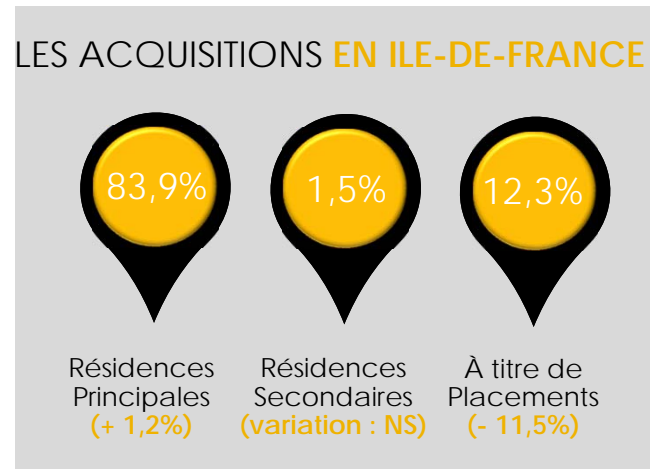 LES ACQUISITIONS EN ILE-DE-FRANCE
83,9%
1,5%
12,3%
Résidences
Principales
(+ 1,2%)
Résidences
Secondaires
(variation : NS)
À titre de
Placements
(- 11,5%)